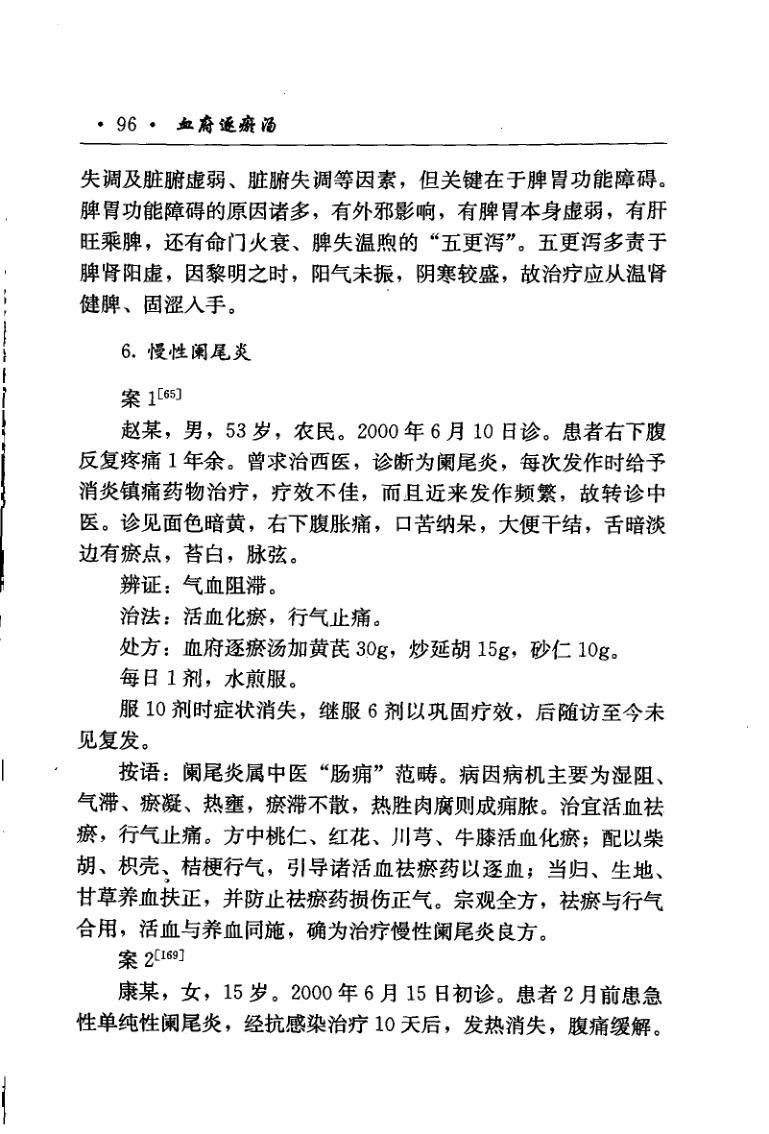 · 96 · 血府逐瘀汤
失调及脏腑虚弱、脏腑失调等因素，但关键在于脾胃功能障碍。
脾胃功能障碍的原因诸多，有外邪影响，有脾胃本身虚弱，有肝
旺乘脾，还有命门火衰、脾失温煦的“五更泻”。五更泻多责于
脾肾阳虚，因黎明之时，阳气未振，阴寒较盛，故治疗应从温肾
健脾、固涩入手。
6. 慢性阑尾炎
案 1[65]
赵某，男，53 岁，农民。2000 年 6 月 10 日诊。患者右下腹
反复疼痛 1 年余。曾求治西医，诊断为阑尾炎，每次发作时给予
消炎镇痛药物治疗，疗效不佳，而且近来发作频繁，故转诊中
医。诊见面色暗黄，右下腹胀痛，口苦纳呆，大便干结，舌暗淡
边有瘀点，苔白，脉弦。
辨证：气血阻滞。
治法：活血化瘀，行气止痛。
处方：血府逐瘀汤加黄芪 30g，炒延胡 15g，砂仁 10g。
每日 1 剂，水煎服。
服 10 剂时症状消失，继服 6 剂以巩固疗效，后随访至今未
见复发。
按语：阑尾炎属中医“肠痈”范畴。病因病机主要为湿阻、
气滞、瘀凝、热壅，瘀滞不散，热胜肉腐则成痈脓。治宜活血祛
瘀，行气止痛。方中桃仁、红花、川芎、牛膝活血化瘀；配以柴
胡、枳壳、桔梗行气，引导诸活血祛瘀药以逐血；当归、生地、
甘草养血扶正，并防止祛瘀药损伤正气。宗观全方，祛瘀与行气
合用，活血与养血同施，确为治疗慢性阑尾炎良方。
案 2[169]
康某，女，15 岁。2000 年 6 月 15 日初诊。患者 2 月前患急
性单纯性阑尾炎，经抗感染治疗 10 天后，发热消失，腹痛缓解。